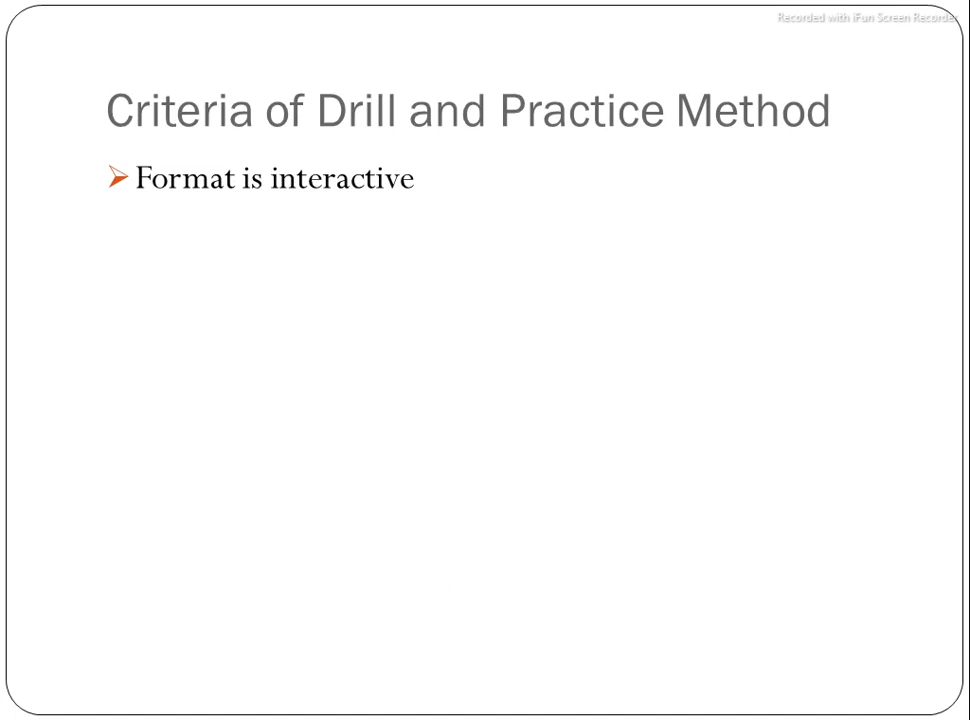 Recorded with iFun Screen Recorder
Criteria of Drill and Practice Method
Format is interactive